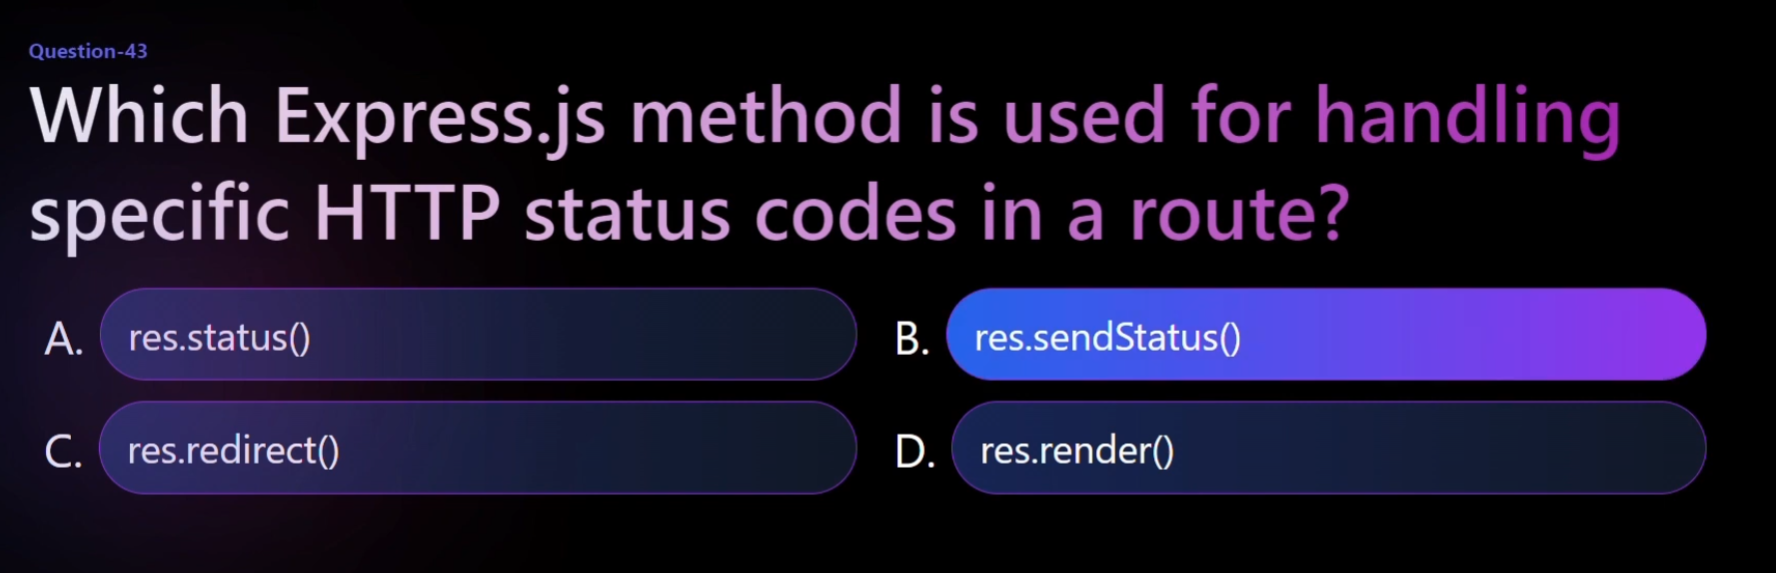 Question-43
Which Express.js method is used for handling
specific HTTP status codes in a route?
A. res.status()
B. res.sendStatus()
C. res.redirect()
D. res.render()